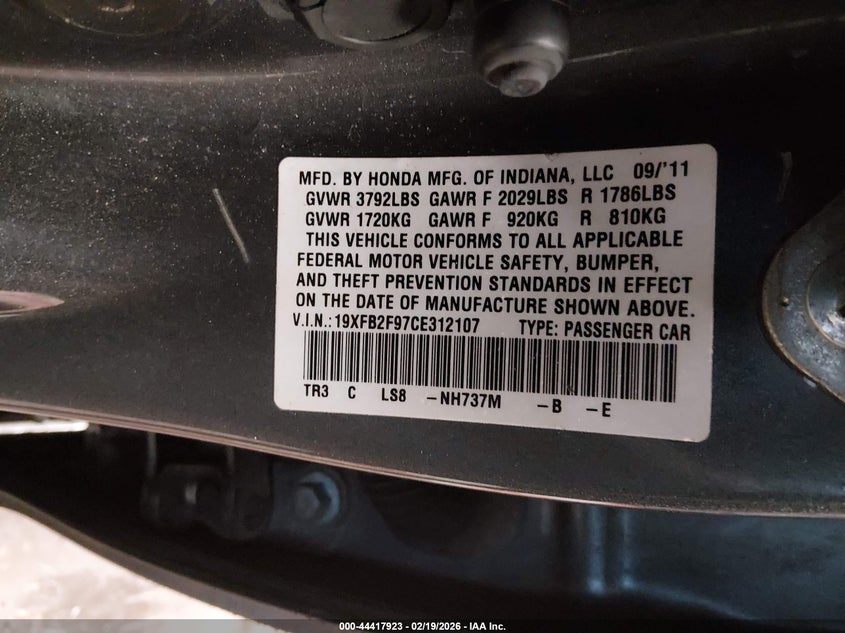 MFD. BY HONDA MFG. OF INDIANA, LLC 09/'11
GVWR 3792LBS GAWR F 2029LBS R 1786LBS
GVWR 1720KG GAWR F 920KG R 810KG
THIS VEHICLE CONFORMS TO ALL APPLICABLE
FEDERAL MOTOR VEHICLE SAFETY, BUMPER,
AND THEFT PREVENTION STANDARDS IN EFFECT
ON THE DATE OF MANUFACTURE SHOWN ABOVE.
V.I.N.:19XFB2F97CE312107 TYPE: PASSENGER CAR
TR3 C LS8 -NH737M -B -E
000-44417923 - 02/19/2026 - IAA Inc.